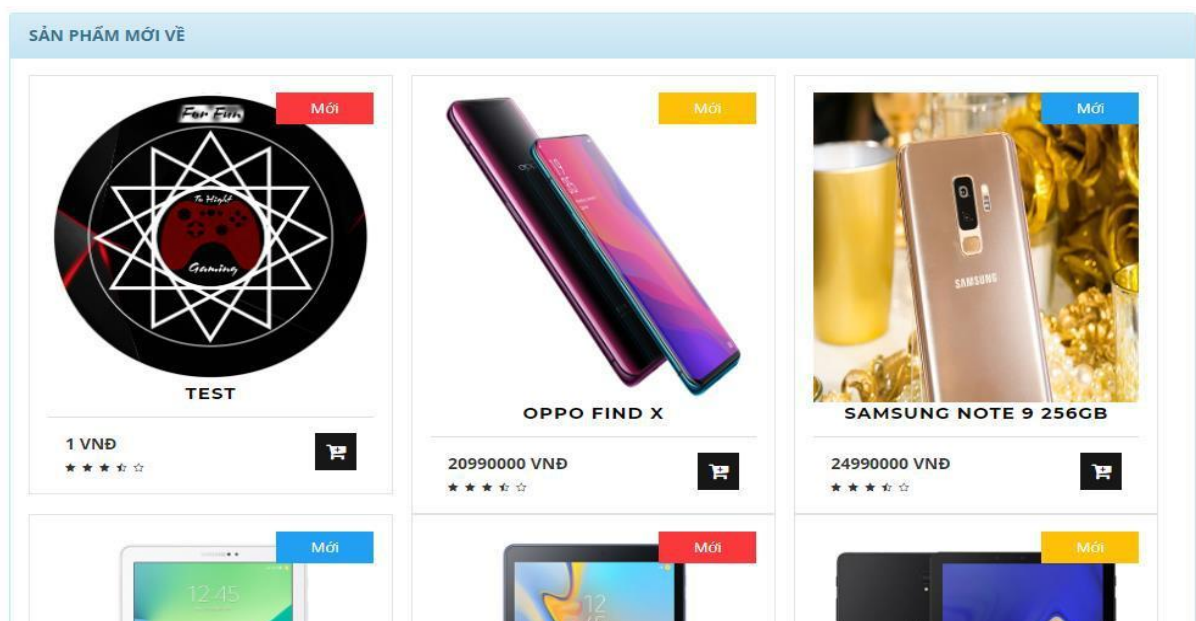 SẢN PHẨM MỚI VỀ
Mới
For Fun
To Hight
Gaming
TEST
1 VNĐ
Mới
OPPO FIND X
20990000 VNĐ
Mới
SAMSUNG
SAMSUNG NOTE 9 256GB
24990000 VNĐ
Mới
12:45
Mới
12
45
Mới